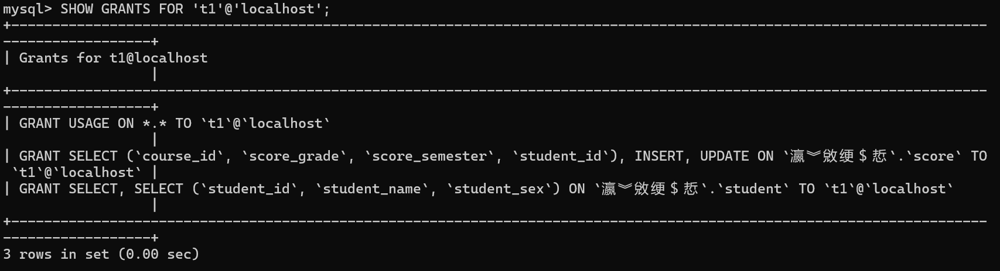 mysql> SHOW GRANTS FOR 't1'@'localhost';
+-----------------------------------------------------------------------------------------------------------------------
------------------+
| Grants for t1@localhost
                  |
+-----------------------------------------------------------------------------------------------------------------------
------------------+
| GRANT USAGE ON *.* TO `t1`@`localhost`
                  |
| GRANT SELECT (`course_id`, `score_grade`, `score_semester`, `student_id`), INSERT, UPDATE ON `瀛︾敓绠＄悊`.`score` TO
 `t1`@`localhost` |
| GRANT SELECT, SELECT (`student_id`, `student_name`, `student_sex`) ON `瀛︾敓绠＄悊`.`student` TO `t1`@`localhost`
                  |
+-----------------------------------------------------------------------------------------------------------------------
------------------+
3 rows in set (0.00 sec)